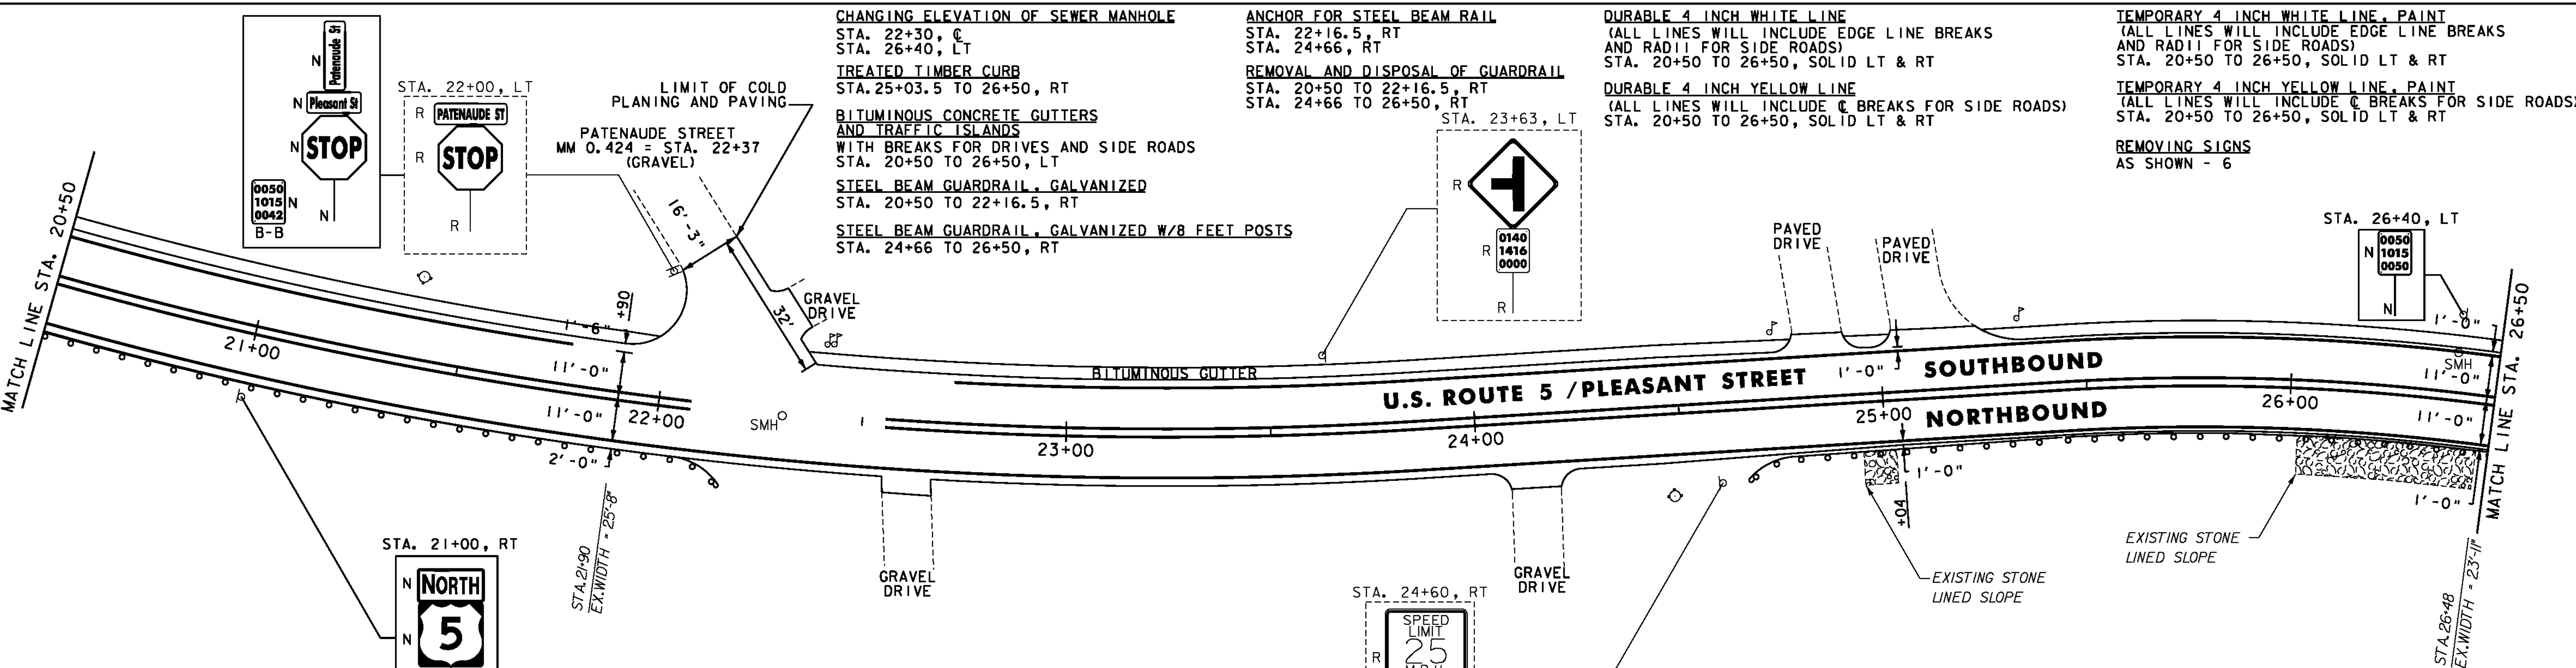 CHANGING ELEVATION OF SEWER MANHOLE
STA. 22+30, ℄
STA. 26+40, LT
TREATED TIMBER CURB
STA.25+03.5 TO 26+50, RT
BITUMINOUS CONCRETE GUTTERS
AND TRAFFIC ISLANDS
WITH BREAKS FOR DRIVES AND SIDE ROADS
STA. 20+50 TO 26+50, LT
STEEL BEAM GUARDRAIL, GALVANIZED
STA. 20+50 TO 22+16.5, RT
STEEL BEAM GUARDRAIL, GALVANIZED W/8 FEET POSTS
STA. 24+66 TO 26+50, RT
ANCHOR FOR STEEL BEAM RAIL
STA. 22+16.5, RT
STA. 24+66, RT
REMOVAL AND DISPOSAL OF GUARDRAIL
STA. 20+50 TO 22+16.5, RT
STA. 24+66 TO 26+50, RT
DURABLE 4 INCH WHITE LINE
(ALL LINES WILL INCLUDE EDGE LINE BREAKS
AND RADII FOR SIDE ROADS)
STA. 20+50 TO 26+50, SOLID LT & RT
DURABLE 4 INCH YELLOW LINE
(ALL LINES WILL INCLUDE ℄ BREAKS FOR SIDE ROADS)
STA. 20+50 TO 26+50, SOLID LT & RT
TEMPORARY 4 INCH WHITE LINE, PAINT
(ALL LINES WILL INCLUDE EDGE LINE BREAKS
AND RADII FOR SIDE ROADS)
STA. 20+50 TO 26+50, SOLID LT & RT
TEMPORARY 4 INCH YELLOW LINE, PAINT
(ALL LINES WILL INCLUDE ℄ BREAKS FOR SIDE ROADS)
STA. 20+50 TO 26+50, SOLID LT & RT
REMOVING SIGNS
AS SHOWN - 6
N
Patenaude St
N
Pleasant St
N
STOP
0050
1015
0042
N
B-B
N
STA. 22+00, LT
R
PATENAUDE ST
R
STOP
R
LIMIT OF COLD
PLANING AND PAVING
PATENAUDE STREET
MM 0.424 = STA. 22+37
(GRAVEL)
16'-3"
32'
GRAVEL
DRIVE
STA. 23+63, LT
R
R
0140
1416
0000
R
PAVED
DRIVE
PAVED
DRIVE
STA. 26+40, LT
N
0050
1015
0050
N
MATCH LINE STA. 20+50
MATCH LINE STA. 26+50
21+00
22+00
23+00
24+00
25+00
26+00
1'-6"
+90
11'-0"
11'-0"
2'-0"
SMH
BITUMINOUS GUTTER
U.S. ROUTE 5 /PLEASANT STREET
1'-0"
SOUTHBOUND
NORTHBOUND
1'-0"
+04
1'-0"
SMH
11'-0"
11'-0"
1'-0"
STA.21+90
EX.WIDTH = 25'-8"
GRAVEL
DRIVE
GRAVEL
DRIVE
EXISTING STONE
LINED SLOPE
EXISTING STONE
LINED SLOPE
STA.26+48
EX.WIDTH = 23'-11"
STA. 21+00, RT
N
NORTH
N
5
STA. 24+60, RT
SPEED
LIMIT
25
R